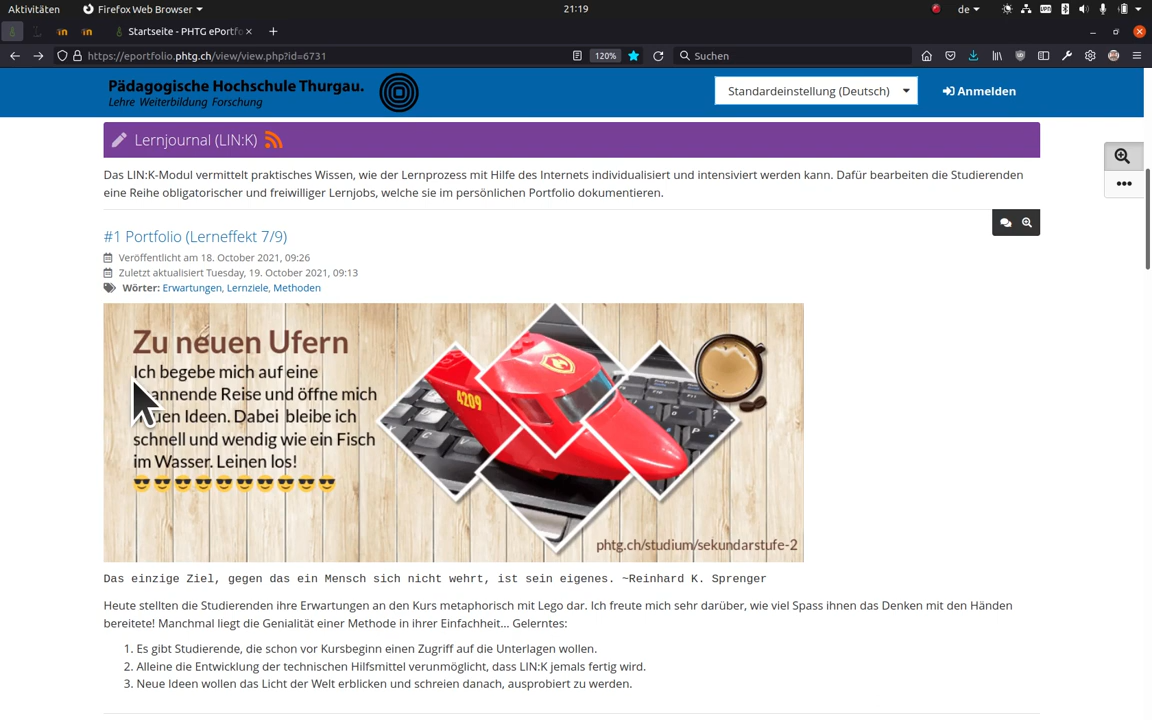 Aktivitäten
Firefox Web Browser
21:19
de
Startseite - PHTG ePortfo
https://eportfolio.phtg.ch/view/view.php?id=6731
120%
Suchen
Pädagogische Hochschule Thurgau.
Lehre Weiterbildung Forschung
Standardeinstellung (Deutsch)
Anmelden
Lernjournal (LIN:K)
Das LIN:K-Modul vermittelt praktisches Wissen, wie der Lernprozess mit Hilfe des Internets individualisiert und intensiviert werden kann. Dafür bearbeiten die Studierenden
eine Reihe obligatorischer und freiwilliger Lernjobs, welche sie im persönlichen Portfolio dokumentieren.
#1 Portfolio (Lerneffekt 7/9)
Veröffentlicht am 18. October 2021, 09:26
Zuletzt aktualisiert Tuesday, 19. October 2021, 09:13
Wörter: Erwartungen, Lernziele, Methoden
Zu neuen Ufern
Ich begebe mich auf eine
annende Reise und öffne mich
en Ideen. Dabei bleibe ich
schnell und wendig wie ein Fisch
im Wasser. Leinen los!
😎😎😎😎😎😎😎😎😎😎
4209
phtg.ch/studium/sekundarstufe-2
Das einzige Ziel, gegen das ein Mensch sich nicht wehrt, ist sein eigenes. ~Reinhard K. Sprenger
Heute stellten die Studierenden ihre Erwartungen an den Kurs metaphorisch mit Lego dar. Ich freute mich sehr darüber, wie viel Spass ihnen das Denken mit den Händen
bereitete! Manchmal liegt die Genialität einer Methode in ihrer Einfachheit... Gelerntes:
1. Es gibt Studierende, die schon vor Kursbeginn einen Zugriff auf die Unterlagen wollen.
2. Alleine die Entwicklung der technischen Hilfsmittel verunmöglicht, dass LIN:K jemals fertig wird.
3. Neue Ideen wollen das Licht der Welt erblicken und schreien danach, ausprobiert zu werden.